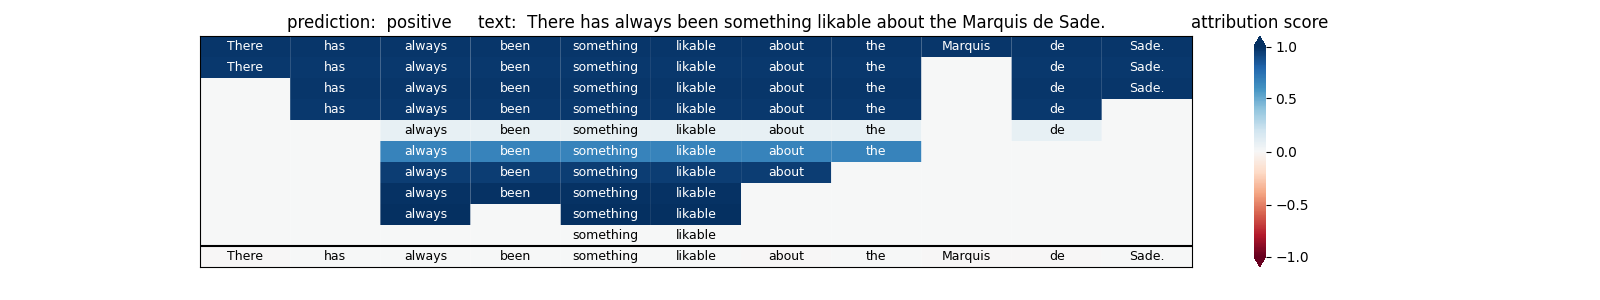 prediction: positive text: There has always been something likable about the Marquis de Sade. attribution score
There has always been something likable about the Marquis de Sade. 1.0
There has always been something likable about the de Sade.
has always been something likable about the de Sade. 0.5
has always been something likable about the de
always been something likable about the de
always been something likable about the 0.0
always been something likable about
always been something likable
always something likable −0.5
something likable
There has always been something likable about the Marquis de Sade. −1.0